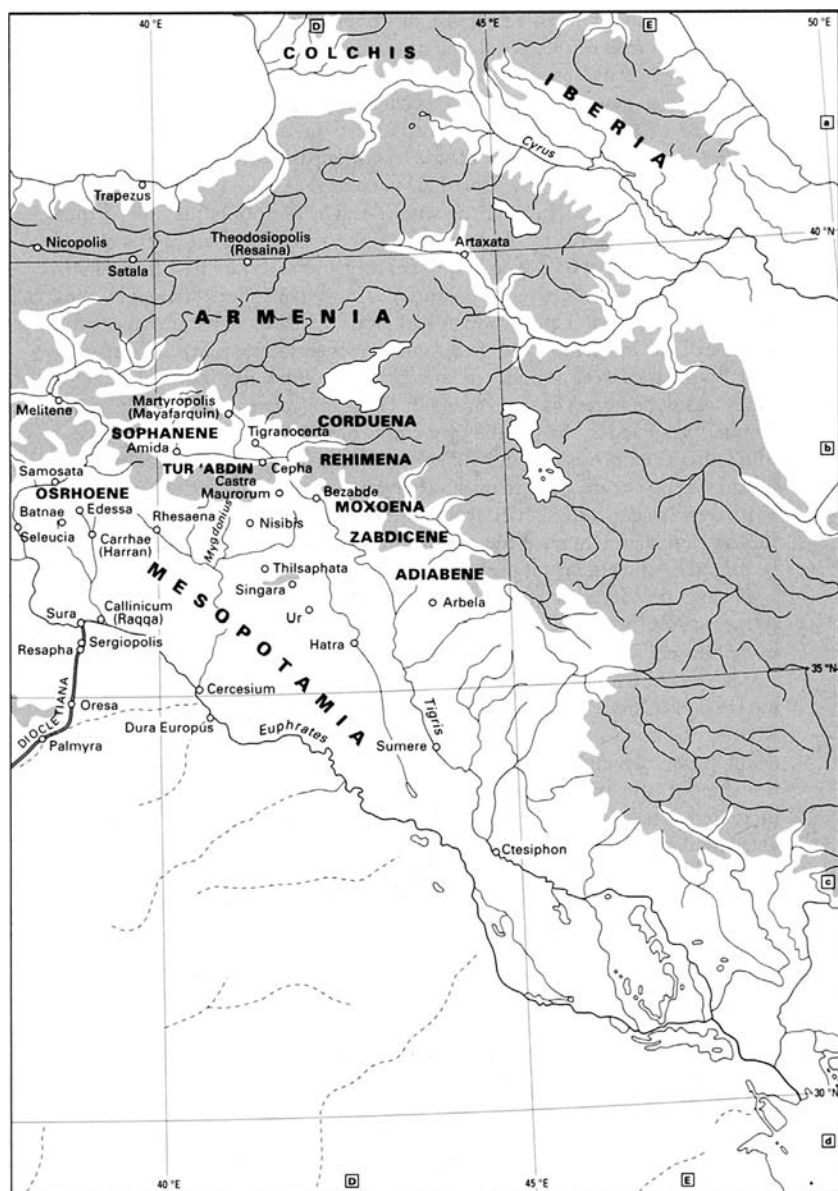 40 °E
D
45 °E
E
50 °E
COLCHIS
IBERIA
a
Cyrus
Trapezus
Nicopolis
Satala
Theodosiopolis
(Resaina)
Artaxata
40 °N
ARMENIA
Melitene
Martyropolis
(Mayafarquin)
CORDUENA
SOPHANENE
Tigranocerta
Amida
REHIMENA
b
TUR 'ABDIN
Cepha
Samosata
Castra
Maurorum
Bezabde
OSRHOENE
MOXOENA
Batnae
Edessa
Rhesaena
Mygdonius
Nisibis
Seleucia
Carrhae
(Harran)
ZABDICENE
Thilsaphata
ADIABENE
MESOPOTAMIA
Singara
Arbela
Callinicum
(Raqqa)
Ur
Sura
Sergiopolis
Hatra
Resapha
35 °N
Cercesium
Oresa
DIOCLETIANA
Tigris
Dura Europus
Euphrates
Palmyra
Sumere
Ctesiphon
c
30 °N
d
40 °E
D
45 °E
E